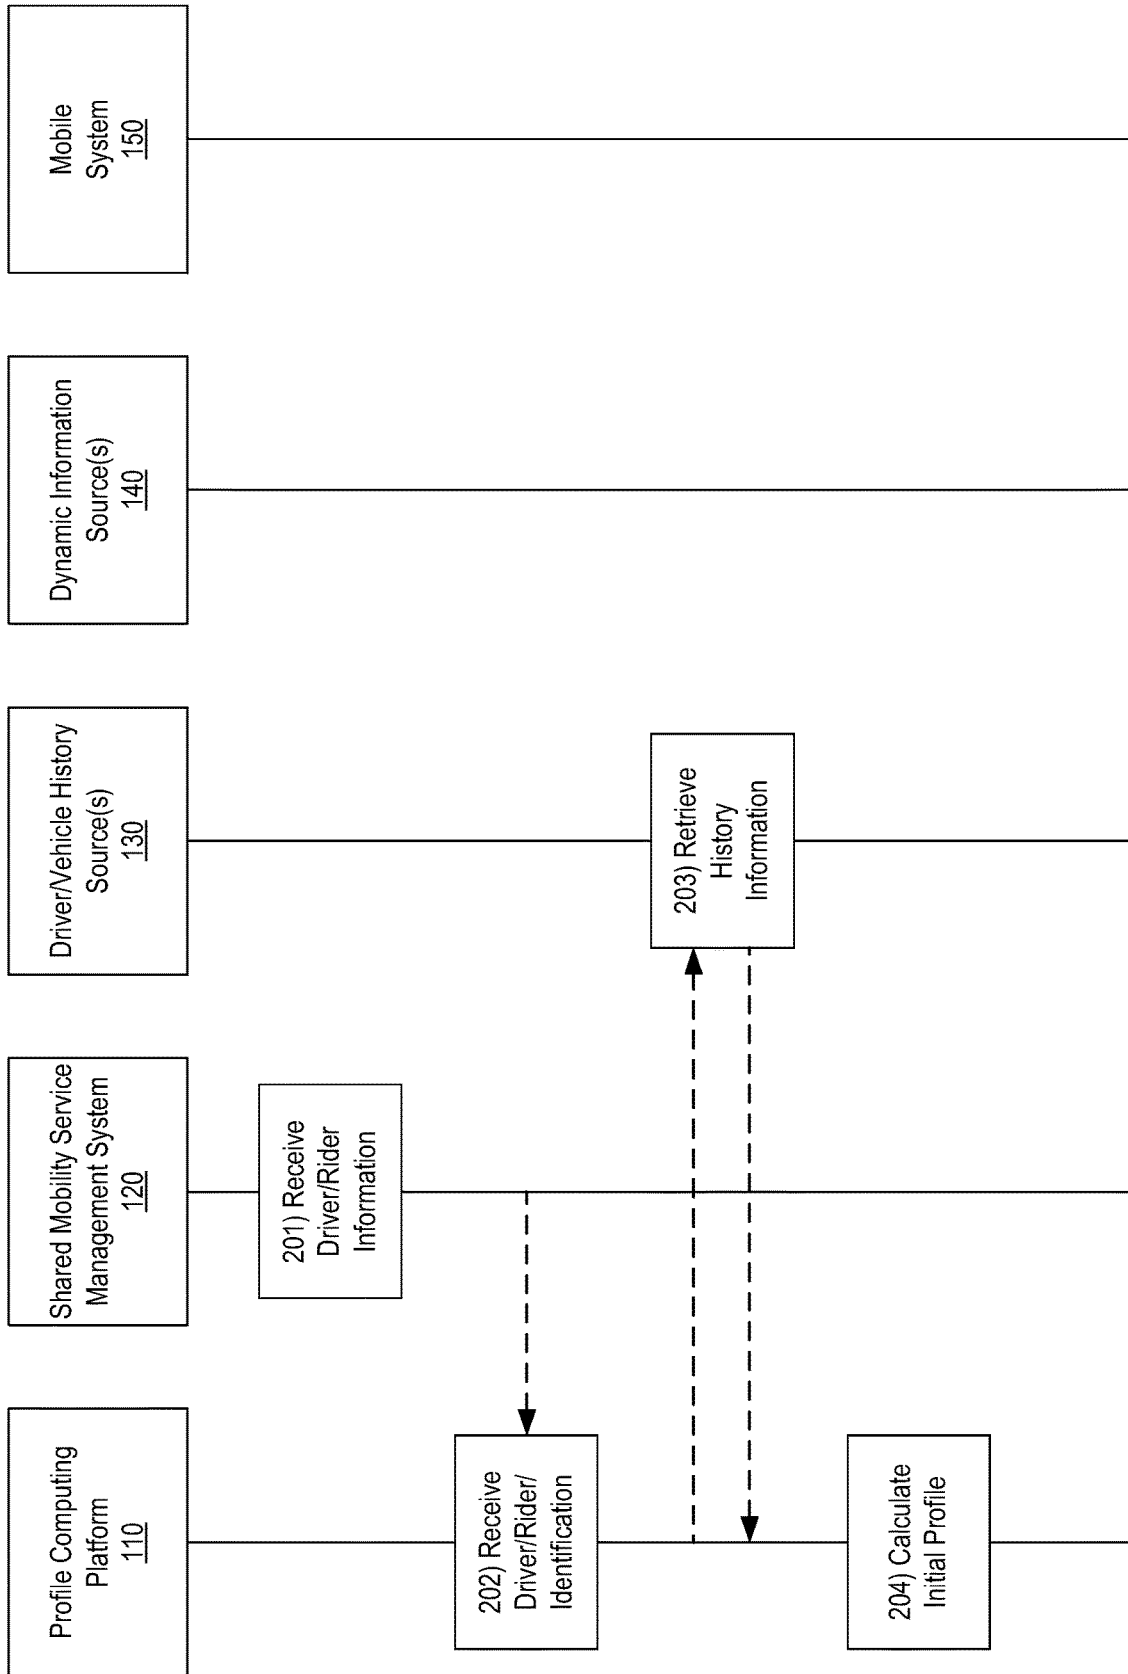 Profile Computing
Platform
110
Shared Mobility Service
Management System
120
Driver/Vehicle History
Source(s)
130
Dynamic Information
Source(s)
140
Mobile
System
150
201) Receive
Driver/Rider
Information
202) Receive
Driver/Rider/
Identification
203) Retrieve
History
Information
204) Calculate
Initial Profile